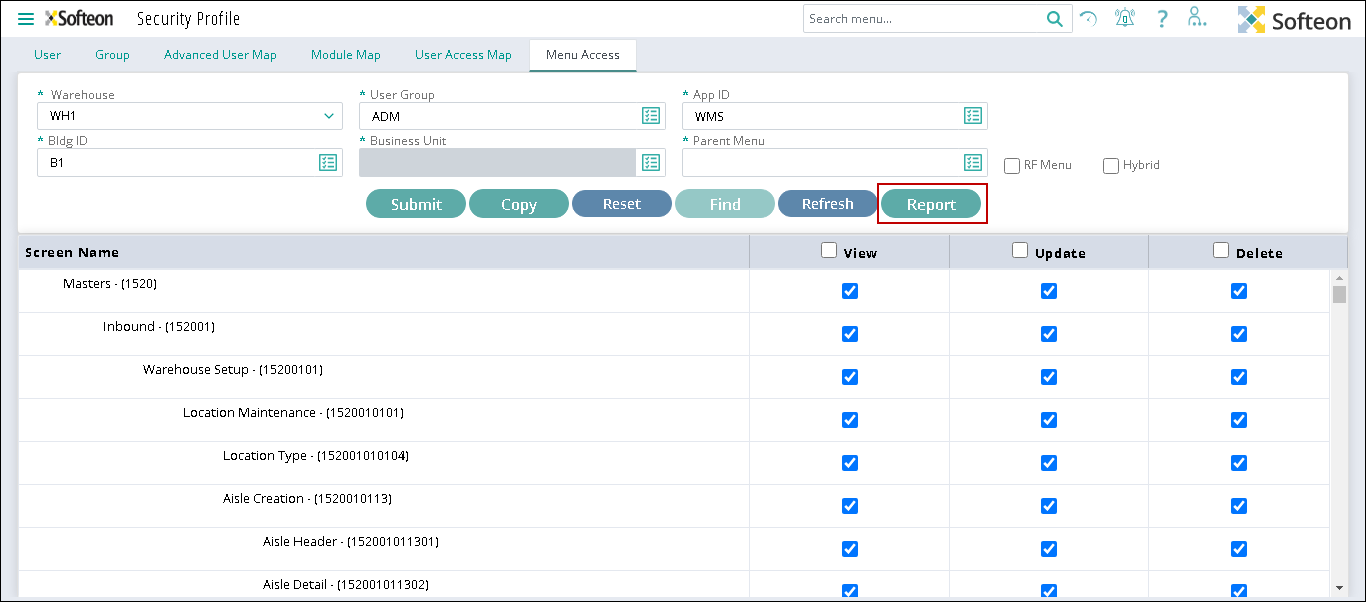 Softeon Security Profile Search menu... ? Softeon
User Group Advanced User Map Module Map User Access Map Menu Access
* Warehouse * User Group * App ID
WH1 ADM WMS
* Bldg ID * Business Unit * Parent Menu
B1 RF Menu Hybrid
Submit Copy Reset Find Refresh Report
Screen Name View Update Delete
Masters - (1520)
Inbound - (152001)
Warehouse Setup - (15200101)
Location Maintenance - (1520010101)
Location Type - (152001010104)
Aisle Creation - (1520010113)
Aisle Header - (152001011301)
Aisle Detail - (152001011302)